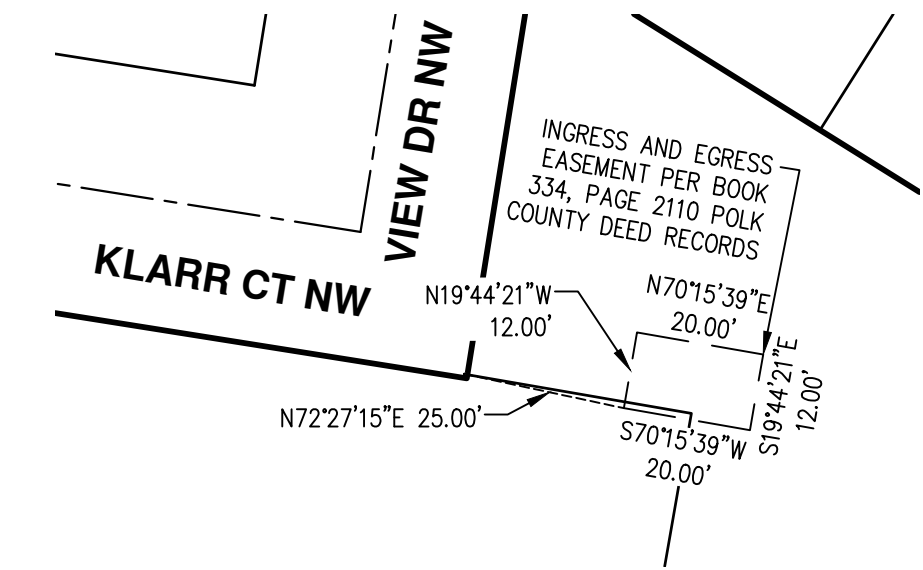 VIEW DR NW
INGRESS AND EGRESS
EASEMENT PER BOOK
334, PAGE 2110 POLK
COUNTY DEED RECORDS
KLARR CT NW
N19°44'21"W
12.00'
N70°15'39"E
20.00'
S19°44'21"E
12.00'
N72°27'15"E 25.00'
S70°15'39"W
20.00'